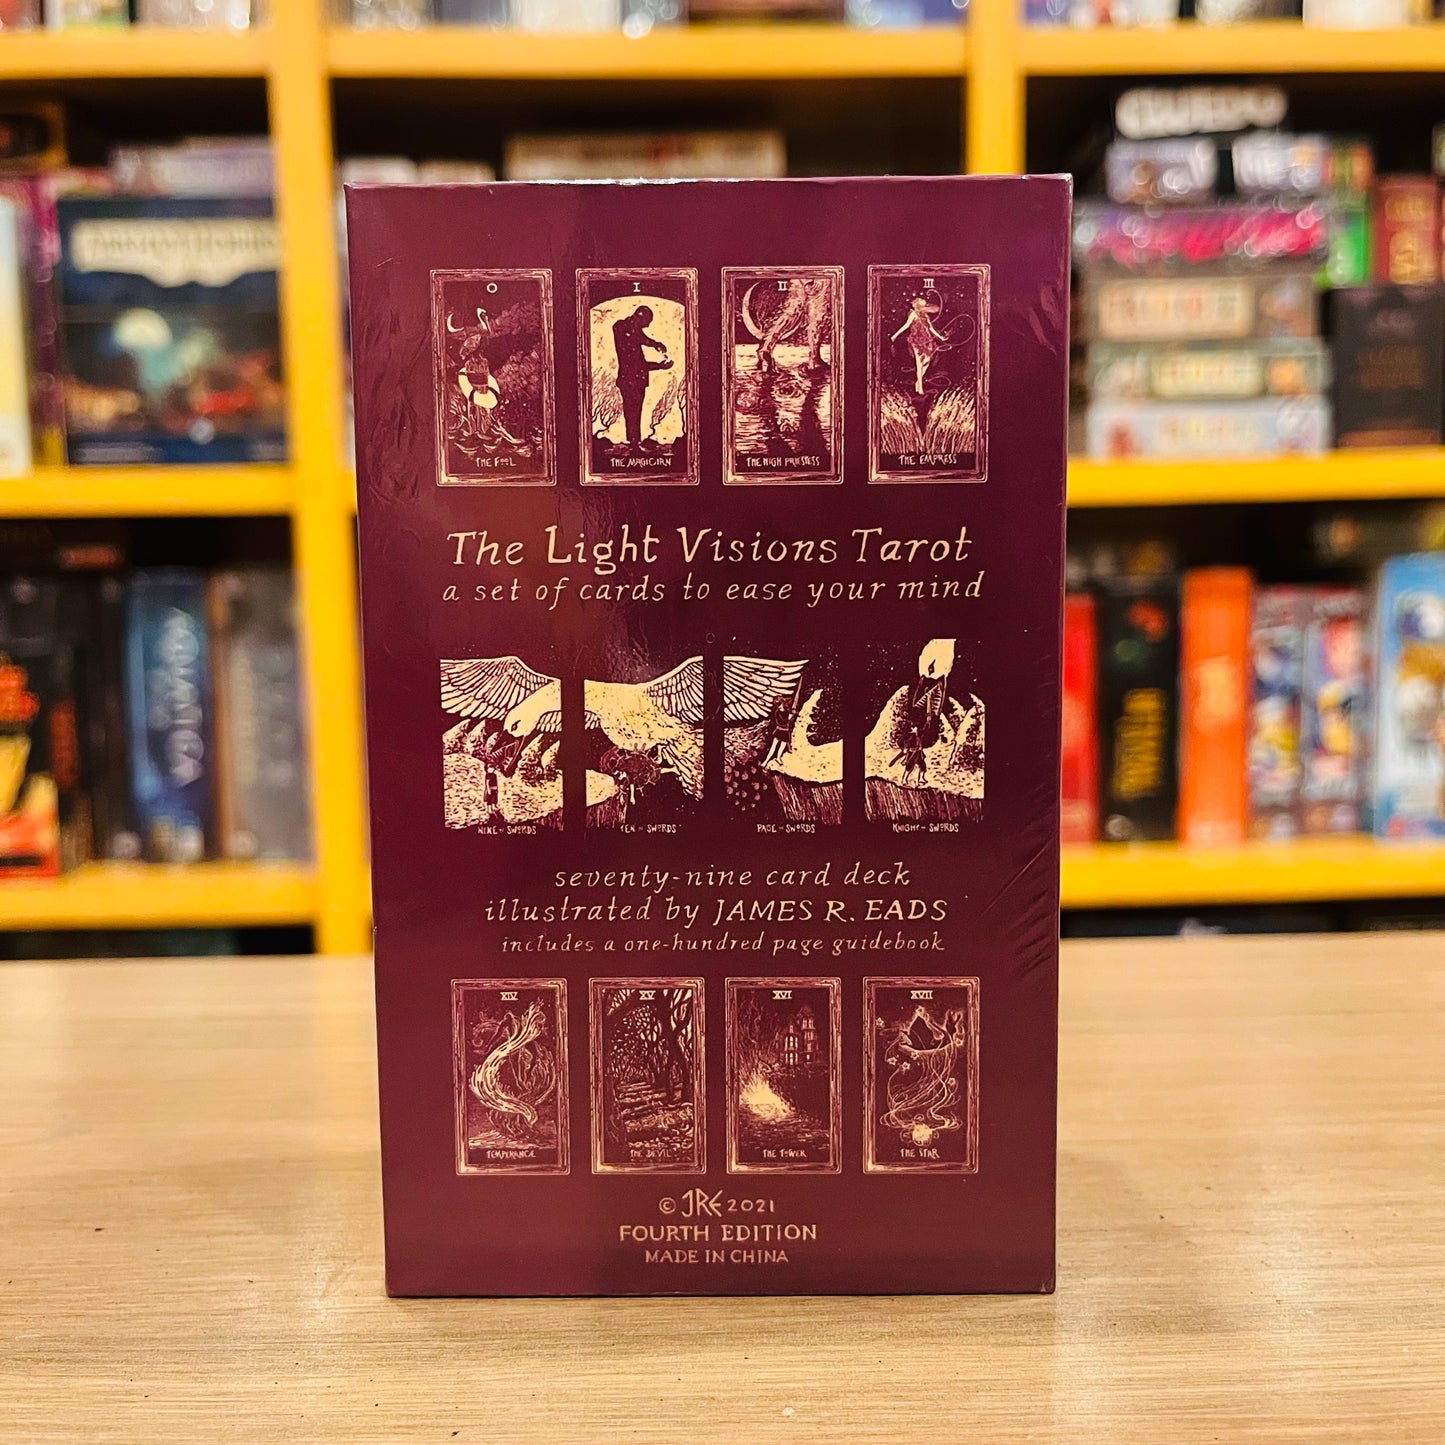 CLUEDO
O
I
II
III
THE FOOL
THE MAGICIAN
THE HIGH PRIESTESS
THE EMPRESS
The Light Visions Tarot
a set of cards to ease your mind
NINE OF SWORDS
TEN OF SWORDS
PAGE OF SWORDS
KNIGHT OF SWORDS
seventy-nine card deck
illustrated by JAMES R. EADS
includes a one-hundred page guidebook
XIV
XV
XVI
XVII
TEMPERANCE
THE DEVIL
THE TOWER
THE STAR
© JRE 2021
FOURTH EDITION
MADE IN CHINA